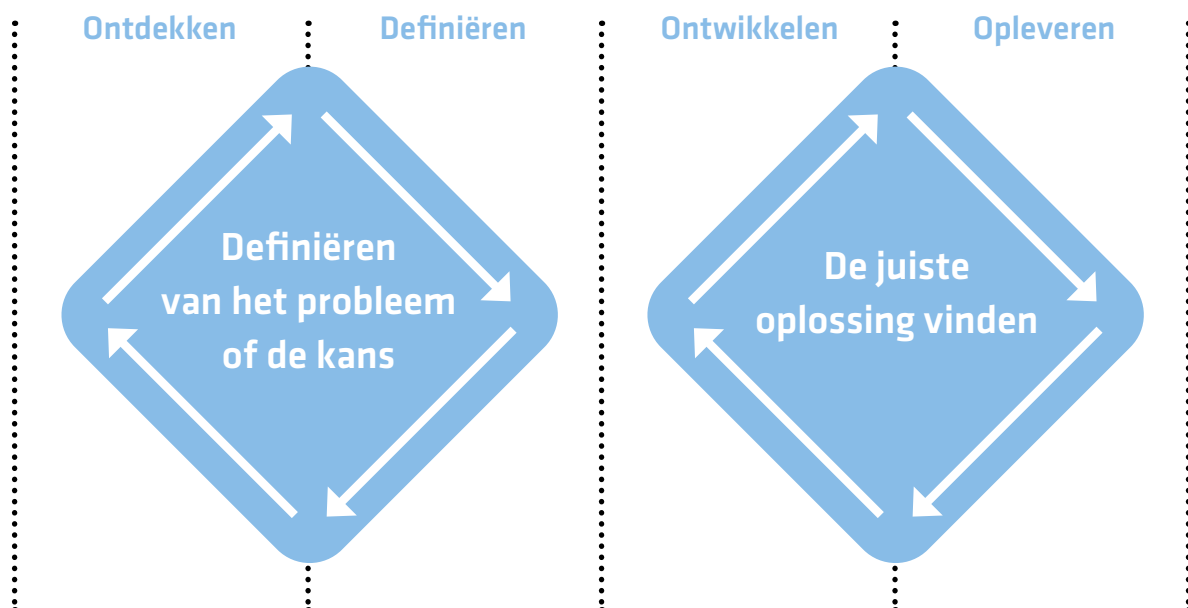 Ontdekken
Definiëren
Ontwikkelen
Opleveren
Definiëren
van het probleem
of de kans
De juiste
oplossing vinden